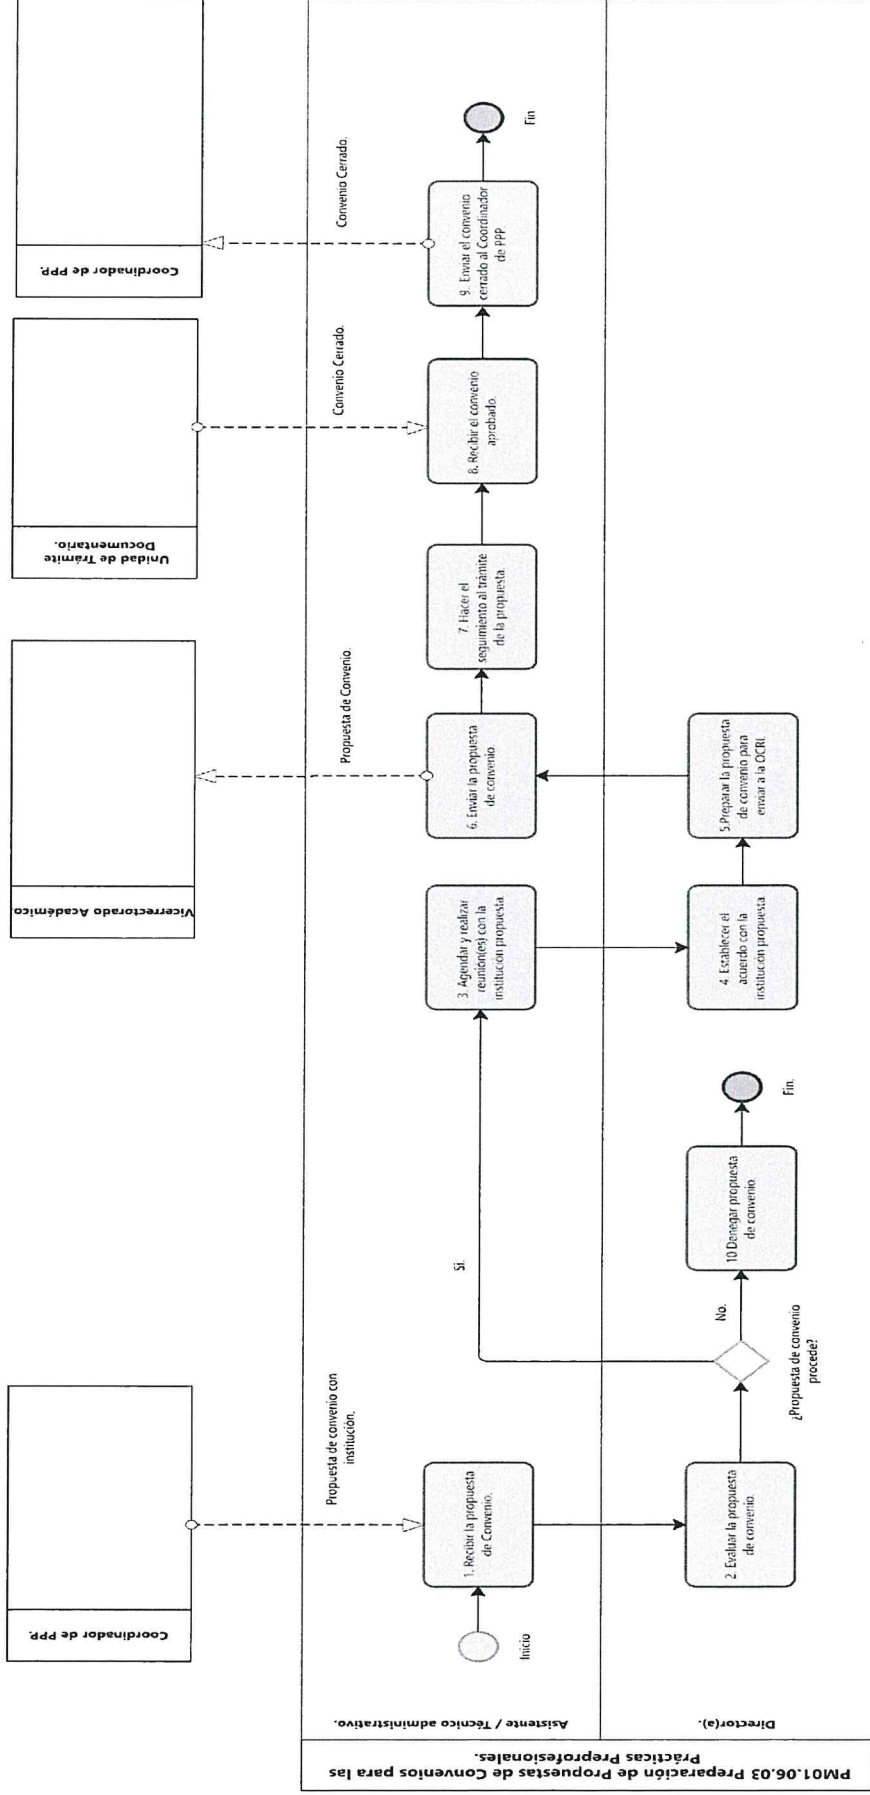 PM01.06.03 Preparación de Propuestas de Convenios para las
Prácticas Preprofesionales.
Asistente / Técnico administrativo.
Director(a).
Coordinador de PPP.
Propuesta de convenio con
institución.
Inicio
1. Recibir la propuesta
de Convenio.
2. Evaluar la propuesta
de convenio.
¿Propuesta de convenio
procede?
No.
Si.
10 Denegar propuesta
de convenio.
Fin.
3. Agendar y realizar
reunión(es) con la
institución propuesta.
4. Establecer el
acuerdo con la
institución propuesta.
5.Preparar la propuesta
de convenio para
enviar a la OCRI.
6. Enviar la propuesta
de convenio.
Propuesta de Convenio.
Vicerrectorado Académico.
7. Hacer el
seguimiento al trámite
de la propuesta.
8. Recibir el convenio
aprobado.
Convenio Cerrado.
Unidad de Trámite
Documentario.
9. Enviar el convenio
cerrado al Coordinador
de PPP.
Convenio Cerrado.
Coordinador de PPP.
Fin